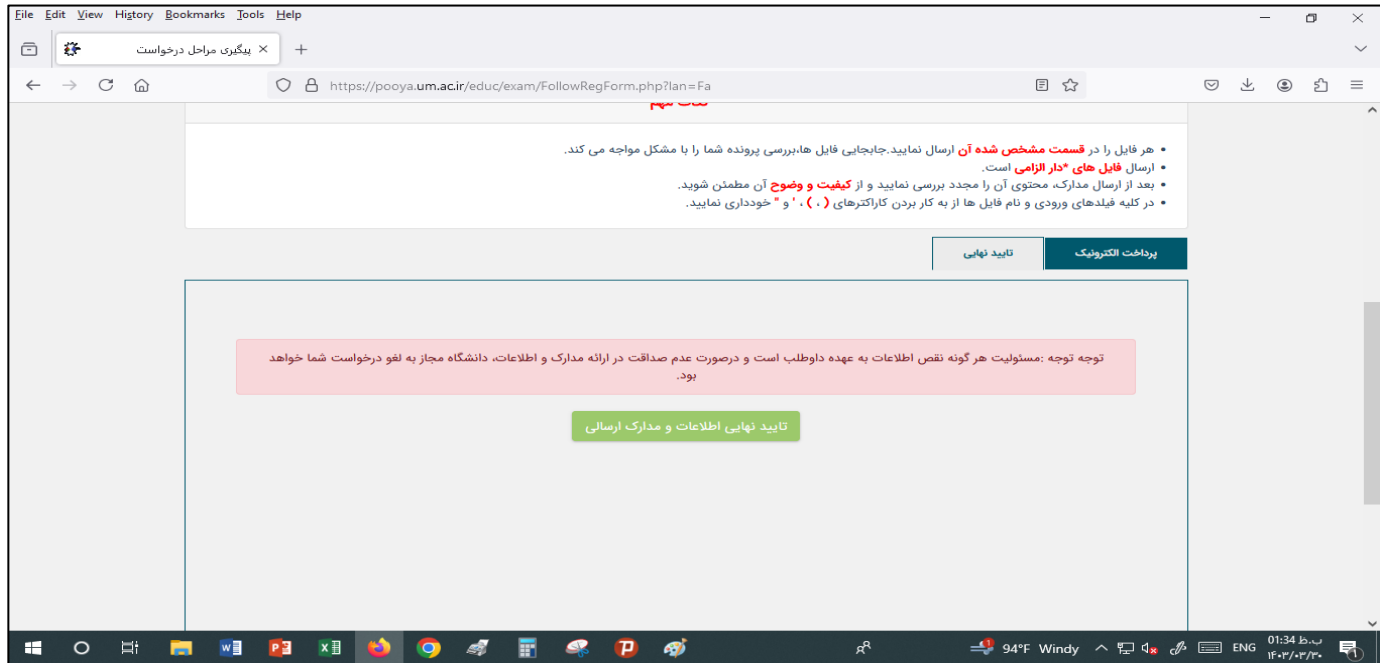 File Edit View History Bookmarks Tools Help
پیگیری مراحل درخواست
https://pooya.um.ac.ir/educ/exam/FollowRegForm.php?lan=Fa
هر فایل را در قسمت مشخص شده آن ارسال نمایید.جابجایی فایل ها،بررسی پرونده شما را با مشکل مواجه می کند.
ارسال فایل های *دار الزامی است.
بعد از ارسال مدارک، محتوی آن را مجدد بررسی نمایید و از کیفیت و وضوح آن مطمئن شوید.
در کلیه فیلدهای ورودی و نام فایل ها از به کار بردن کاراکترهای ( ، ) ، ' و " خودداری نمایید.
پرداخت الکترونیک
تایید نهایی
توجه توجه :مسئولیت هر گونه نقص اطلاعات به عهده داوطلب است و درصورت عدم صداقت در ارائه مدارک و اطلاعات، دانشگاه مجاز به لغو درخواست شما خواهد
بود.
تایید نهایی اطلاعات و مدارک ارسالی
94°F Windy
ENG
01:34 ب.ظ
۱۴۰۳/۰۳/۳۰